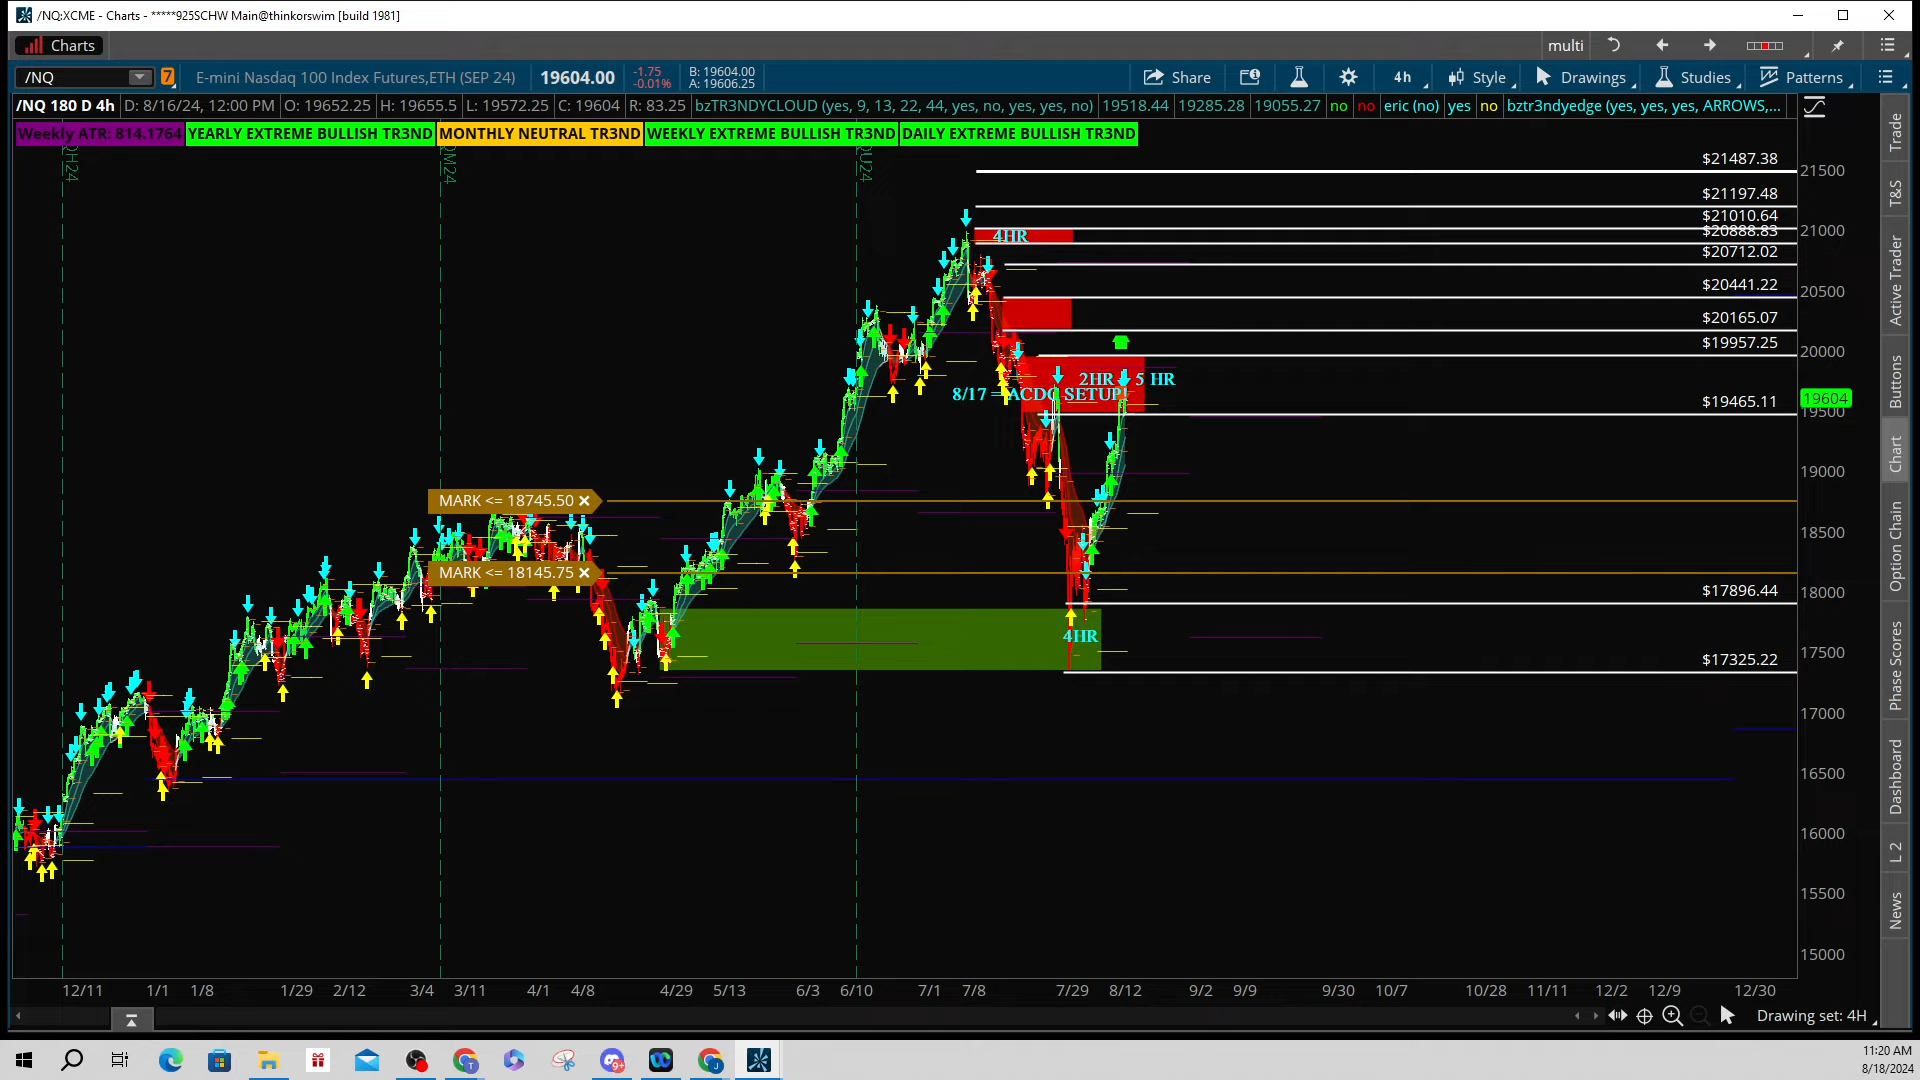 /NQ:XCME - Charts - *****925SCHW Main@thinkorswim [build 1981]
Charts
multi
/NQ
7
E-mini Nasdaq 100 Index Futures,ETH (SEP 24)
19604.00
-1.75
-0.01%
B: 19604.00
A: 19606.25
Share
4h
Style
Drawings
Studies
Patterns
/NQ 180 D 4h
D: 8/16/24, 12:00 PM
O: 19652.25
H: 19655.5
L: 19572.25
C: 19604
R: 83.25
bzTR3NDYCLOUD (yes, 9, 13, 22, 44, yes, no, yes, yes, no)
19518.44
19285.28
19055.27
no
no
eric (no)
yes
no
bztr3ndyedge (yes, yes, yes, ARROWS,...
Weekly ATR: 814.1764
YEARLY EXTREME BULLISH TR3ND
MONTHLY NEUTRAL TR3ND
WEEKLY EXTREME BULLISH TR3ND
DAILY EXTREME BULLISH TR3ND
$21487.38
$21197.48
$21010.64
$20888.83
$20712.02
$20441.22
$20165.07
$19957.25
$19465.11
$17896.44
$17325.22
4HR
2HR
5 HR
8/17 = ACDC SETUP!
4HR
MARK <= 18745.50
MARK <= 18145.75
21500
21000
20500
20000
19604
19500
19000
18500
18000
17500
17000
16500
16000
15500
15000
12/11
1/1
1/8
1/29
2/12
3/4
3/11
4/1
4/8
4/29
5/13
6/3
6/10
7/1
7/8
7/29
8/12
9/2
9/9
9/30
10/7
10/28
11/11
12/2
12/9
12/30
Trade
T&S
Active Trader
Buttons
Chart
Option Chain
Phase Scores
Dashboard
L 2
News
Drawing set: 4H
9+
11:20 AM
8/18/2024